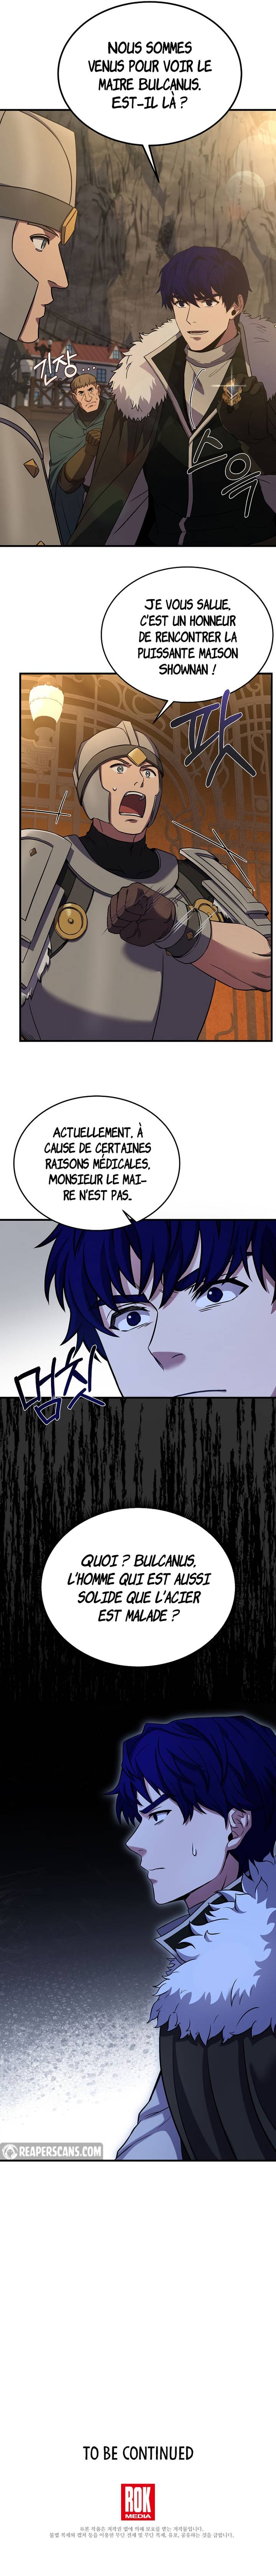 NOUS SOMMES
VENUS POUR VOIR LE
MAIRE BULCANUS.
EST-IL LÀ ?
긴장...
스윽
JE VOUS SALUE,
C'EST UN HONNEUR
DE RENCONTRER LA
PUISSANTE MAISON
SHOWNAN !
팟
ACTUELLEMENT, À
CAUSE DE CERTAINES
RAISONS MÉDICALES,
MONSIEUR LE MAI-
RE N'EST PAS..
멈칫
QUOI ? BULCANUS,
L'HOMME QUI EST AUSSI
SOLIDE QUE L'ACIER
EST MALADE ?
REAPERSCANS.COM
TO BE CONTINUED
ROK
MEDIA